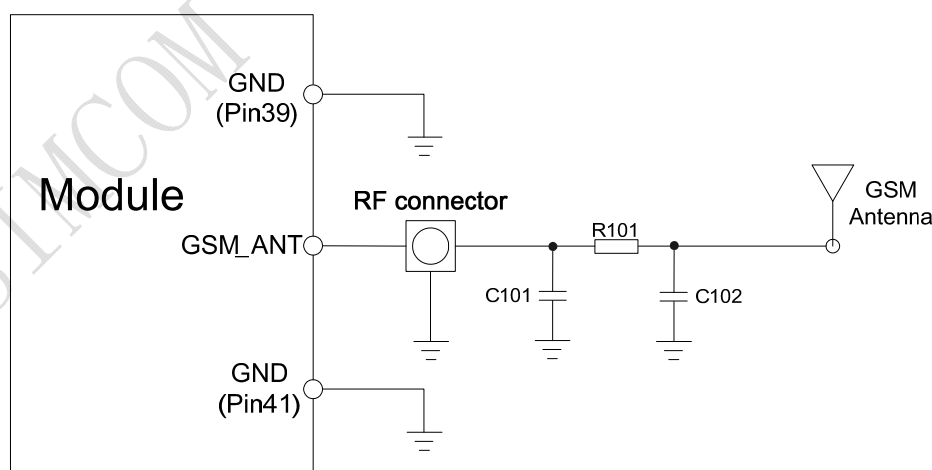 GND
(Pin39)
SIMCOM
Module
RF connector
GSM_ANT
R101
GSM
Antenna
C101
C102
GND
(Pin41)